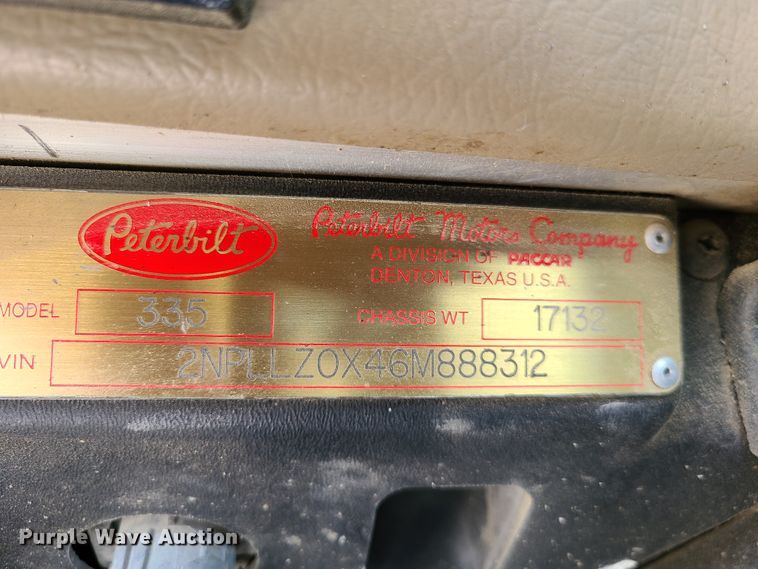 Peterbilt
Peterbilt Motors Company
A DIVISION OF PACCAR
DENTON, TEXAS U.S.A.
MODEL 335 CHASSIS WT 17132
VIN 2NPLLZ0X46M888312
Purple Wave Auction